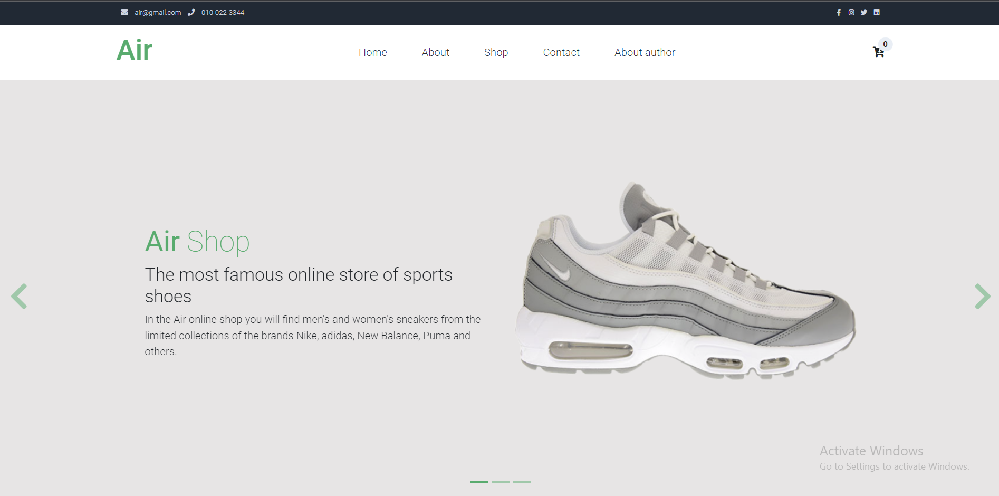 air@gmail.com 010-022-3344
Air
Home About Shop Contact About author
0
Air Shop
The most famous online store of sports
shoes
In the Air online shop you will find men's and women's sneakers from the
limited collections of the brands Nike, adidas, New Balance, Puma and
others.
Activate Windows
Go to Settings to activate Windows.